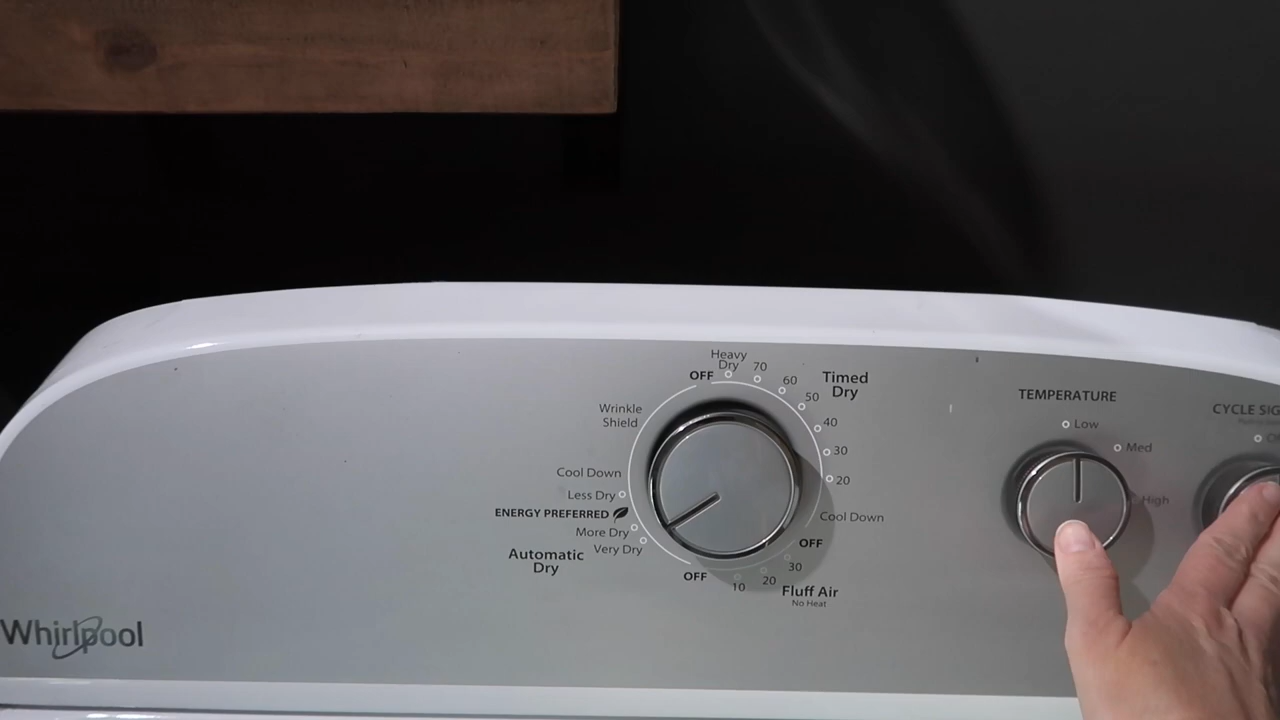 Heavy
Dry
OFF
70
60
50
40
30
20
Timed
Dry
Cool Down
OFF
30
20
10
Fluff Air
No Heat
OFF
Wrinkle
Shield
Cool Down
Less Dry
ENERGY PREFERRED
More Dry
Very Dry
Automatic
Dry
TEMPERATURE
Low
Med
High
CYCLE SIG
Whirlpool